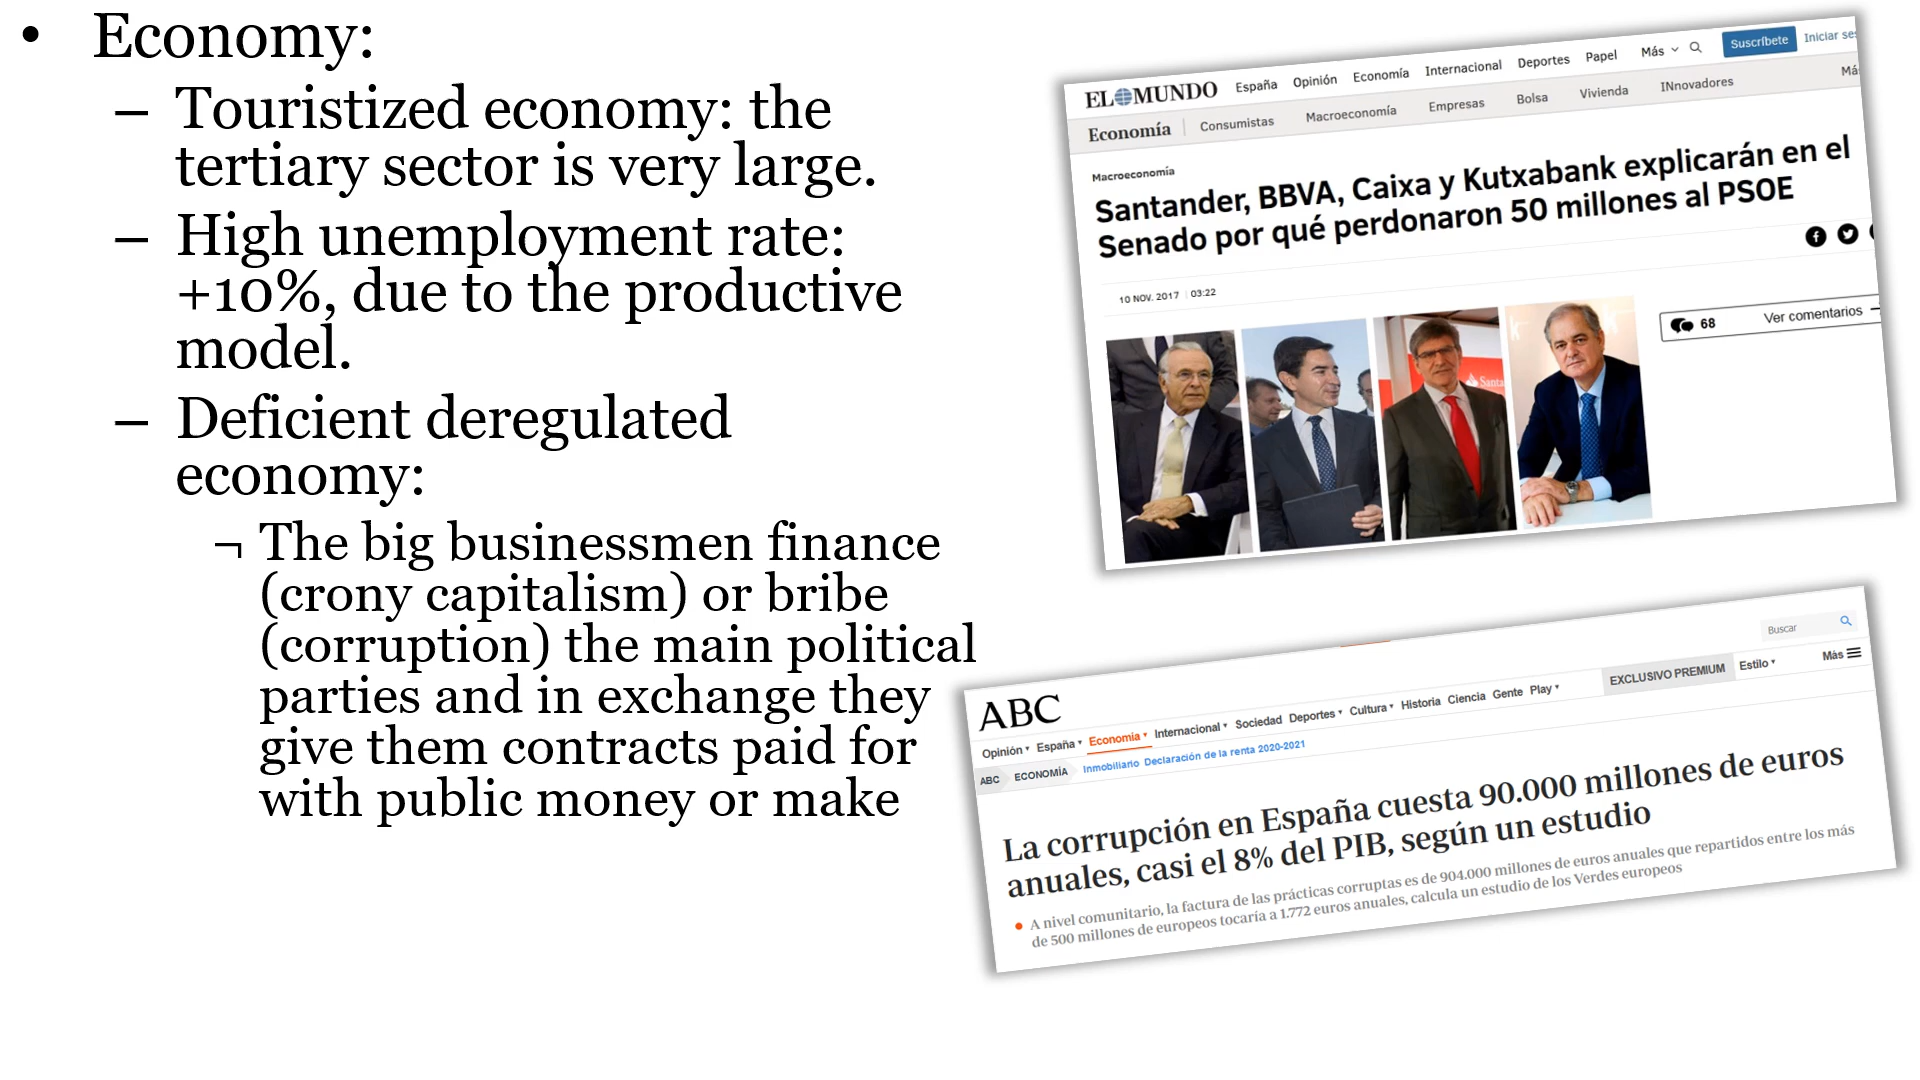 • Economy:
– Touristized economy: the
tertiary sector is very large.
– High unemployment rate:
+10%, due to the productive
model.
– Deficient deregulated
economy:
¬ The big businessmen finance
(crony capitalism) or bribe
(corruption) the main political
parties and in exchange they
give them contracts paid for
with public money or make
EL MUNDO España Opinión Economía Internacional Deportes Papel Más Suscríbete Iniciar ses
Economía Consumistas Macroeconomía Empresas Bolsa Vivienda INnovadores Más
Macroeconomía
Santander, BBVA, Caixa y Kutxabank explicarán en el
Senado por qué perdonaron 50 millones al PSOE
10 NOV. 2017 | 03:22
68 Ver comentarios
Santa
Buscar
ABC
Opinión España Economía Internacional Sociedad Deportes Cultura Historia Ciencia Gente Play EXCLUSIVO PREMIUM Estilo Más
ABC ECONOMÍA Inmobiliario Declaración de la renta 2020-2021
La corrupción en España cuesta 90.000 millones de euros
anuales, casi el 8% del PIB, según un estudio
• A nivel comunitario, la factura de las prácticas corruptas es de 904.000 millones de euros anuales que repartidos entre los más
de 500 millones de europeos tocaría a 1.772 euros anuales, calcula un estudio de los Verdes europeos